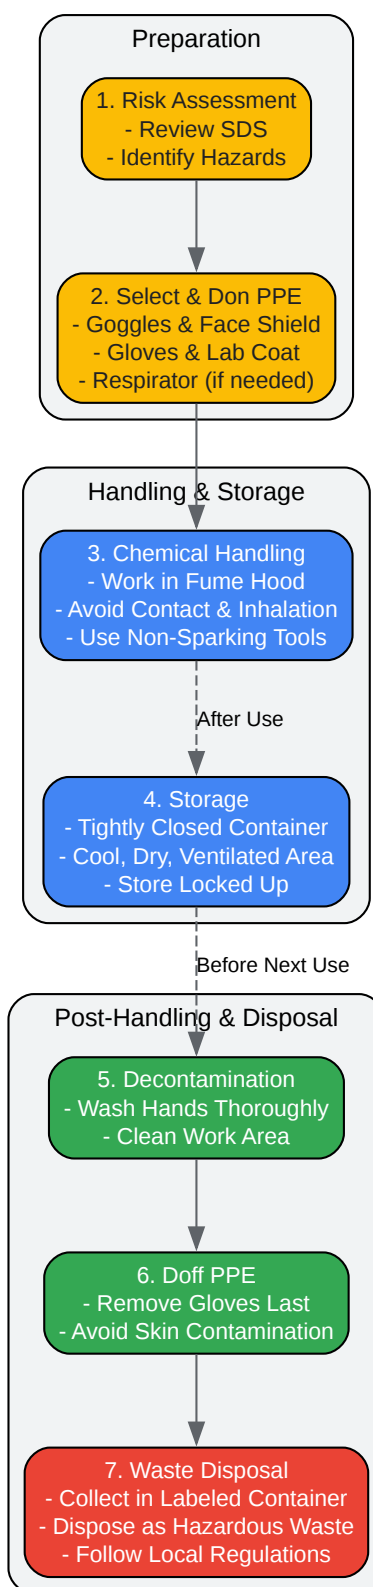 Preparation
1. Risk Assessment
- Review SDS
- Identify Hazards
2. Select & Don PPE
- Goggles & Face Shield
- Gloves & Lab Coat
- Respirator (if needed)
Handling & Storage
3. Chemical Handling
- Work in Fume Hood
- Avoid Contact & Inhalation
- Use Non-Sparking Tools
After Use
4. Storage
- Tightly Closed Container
- Cool, Dry, Ventilated Area
- Store Locked Up
Before Next Use
Post-Handling & Disposal
5. Decontamination
- Wash Hands Thoroughly
- Clean Work Area
6. Doff PPE
- Remove Gloves Last
- Avoid Skin Contamination
7. Waste Disposal
- Collect in Labeled Container
- Dispose as Hazardous Waste
- Follow Local Regulations